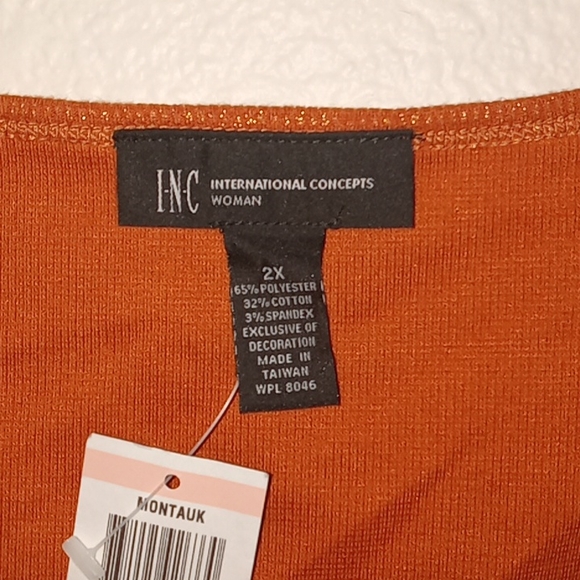 I·N·C INTERNATIONAL CONCEPTS
WOMAN
2X
65% POLYESTER
32% COTTON
3% SPANDEX
EXCLUSIVE OF
DECORATION
MADE IN
TAIWAN
WPL 8046
MONTAUK